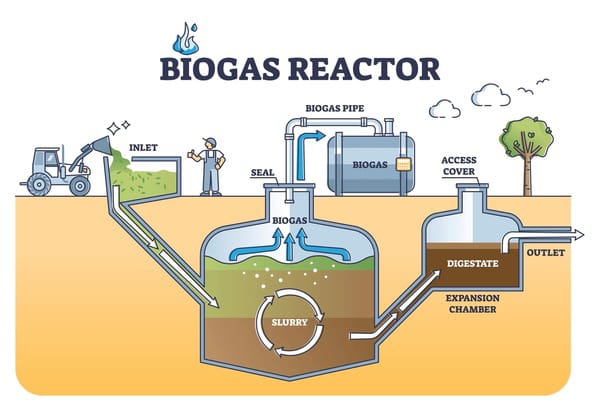 BIOGAS REACTOR
BIOGAS PIPE
INLET
SEAL
BIOGAS
ACCESS
COVER
BIOGAS
DIGESTATE
OUTLET
EXPANSION
CHAMBER
SLURRY